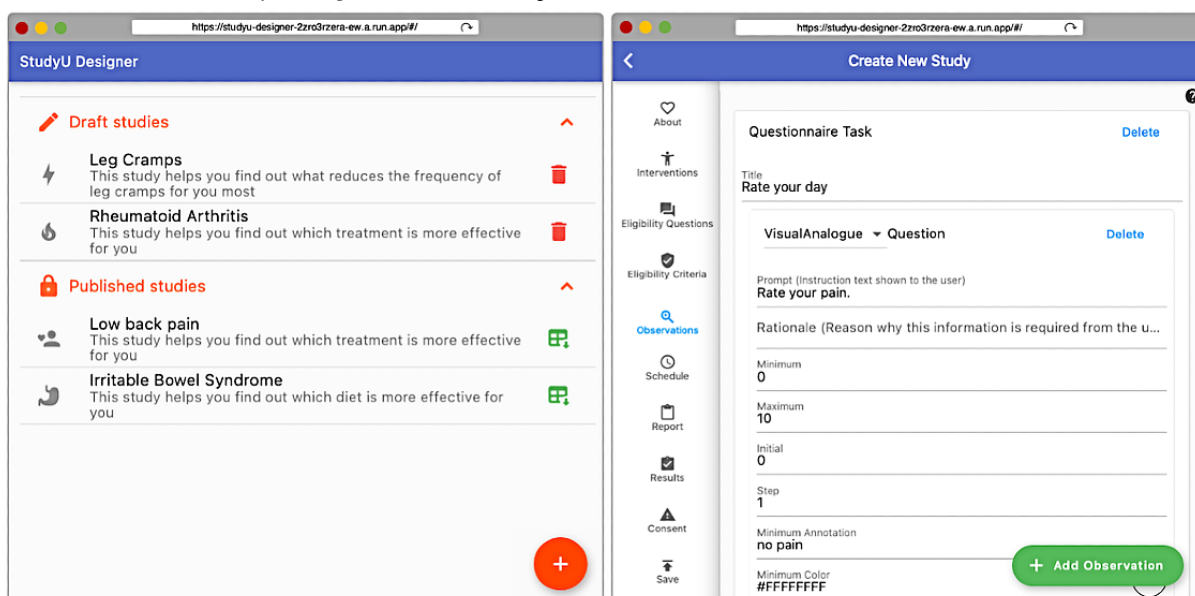 https://studyu-designer-2zro3rzera-ew.a.run.app/#/
StudyU Designer
Draft studies
Leg Cramps
This study helps you find out what reduces the frequency of
leg cramps for you most
Rheumatoid Arthritis
This study helps you find out which treatment is more effective
for you
Published studies
Low back pain
This study helps you find out which treatment is more effective
for you
Irritable Bowel Syndrome
This study helps you find out which diet is more effective for
you
+
https://studyu-designer-2zro3rzera-ew.a.run.app/#/
Create New Study
About
Interventions
Eligibility Questions
Eligibility Criteria
Observations
Schedule
Report
Results
Consent
Save
?
Questionnaire Task Delete
Title
Rate your day
VisualAnalogue Question Delete
Prompt (Instruction text shown to the user)
Rate your pain.
Rationale (Reason why this information is required from the u...
Minimum
0
Maximum
10
Initial
0
Step
1
Minimum Annotation
no pain
Minimum Color
#FFFFFFFF
+ Add Observation